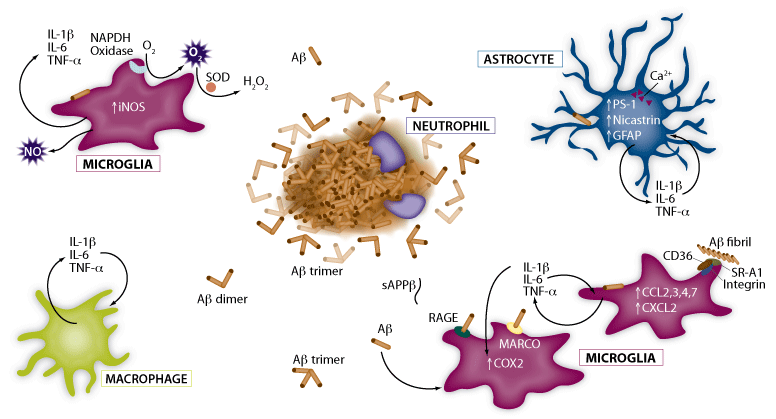 IL-1β
IL-6
TNF-α
NAPDH
Oxidase
O₂
O₂⁻
SOD
H₂O₂
↑iNOS
NO
MICROGLIA
Aβ
NEUTROPHIL
Aβ trimer
ASTROCYTE
Ca²⁺
↑PS-1
↑Nicastrin
↑GFAP
IL-1β
IL-6
TNF-α
IL-1β
IL-6
TNF-α
MACROPHAGE
Aβ dimer
Aβ trimer
sAPPβ
Aβ
RAGE
MARCO
↑COX2
IL-1β
IL-6
TNF-α
Aβ fibril
CD36
SR-A1
Integrin
↑CCL2,3,4,7
↑CXCL2
MICROGLIA